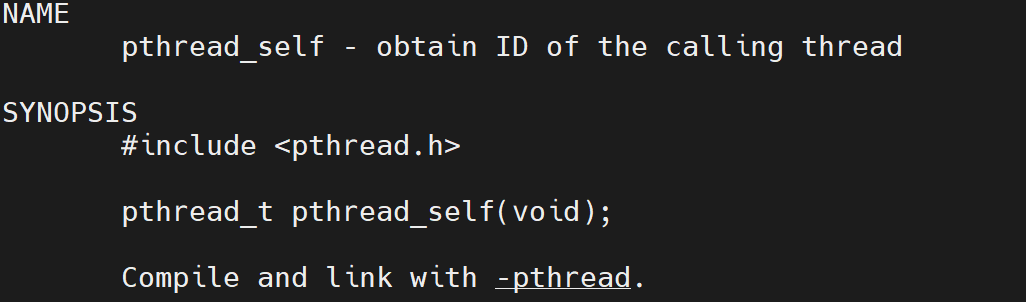 NAME
pthread_self - obtain ID of the calling thread
SYNOPSIS
#include <pthread.h>
pthread_t pthread_self(void);
Compile and link with -pthread.